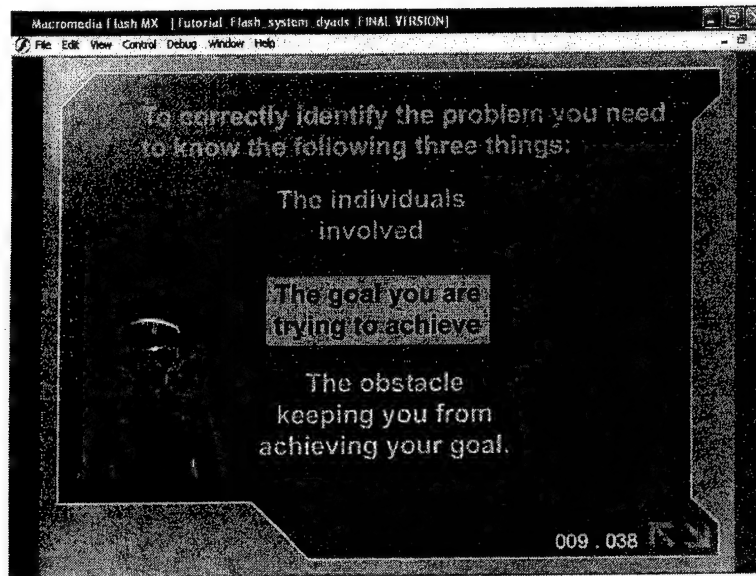 Macromedia Flash MX - [Tutorial_Flash_system_dyads_FINAL VERSION]
File Edit View Control Debug Window Help
To correctly identify the problem you need
to know the following three things:
The individuals
involved
The goal you are
trying to achieve
The obstacle
keeping you from
achieving your goal.
009 . 038